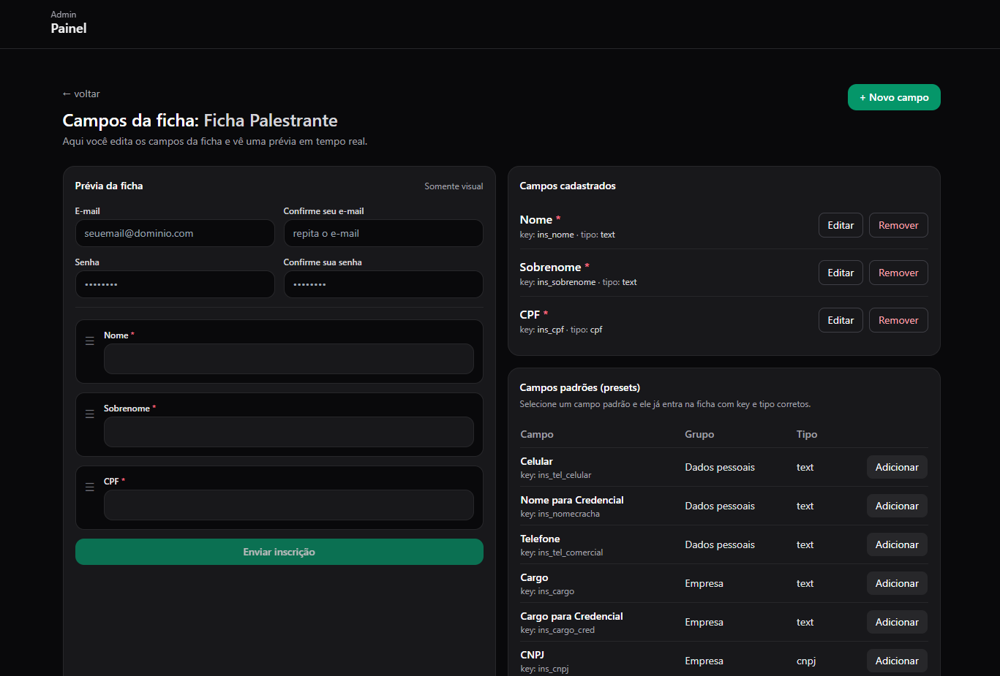 Admin
Painel
← voltar
+ Novo campo
Campos da ficha: Ficha Palestrante
Aqui você edita os campos da ficha e vê uma prévia em tempo real.
Prévia da ficha
Somente visual
E-mail
Confirme seu e-mail
seuemail@dominio.com
repita o e-mail
Senha
Confirme sua senha
••••••••
••••••••
Nome *
Sobrenome *
CPF *
Enviar inscrição
Campos cadastrados
Nome *
key: ins_nome · tipo: text
Editar
Remover
Sobrenome *
key: ins_sobrenome · tipo: text
Editar
Remover
CPF *
key: ins_cpf · tipo: cpf
Editar
Remover
Campos padrões (presets)
Selecione um campo padrão e ele já entra na ficha com key e tipo corretos.
Campo Grupo Tipo
Celular
key: ins_tel_celular
Dados pessoais text Adicionar
Nome para Credencial
key: ins_nomecracha
Dados pessoais text Adicionar
Telefone
key: ins_tel_comercial
Dados pessoais text Adicionar
Cargo
key: ins_cargo
Empresa text Adicionar
Cargo para Credencial
key: ins_cargo_cred
Empresa text Adicionar
CNPJ
key: ins_cnpj
Empresa cnpj Adicionar